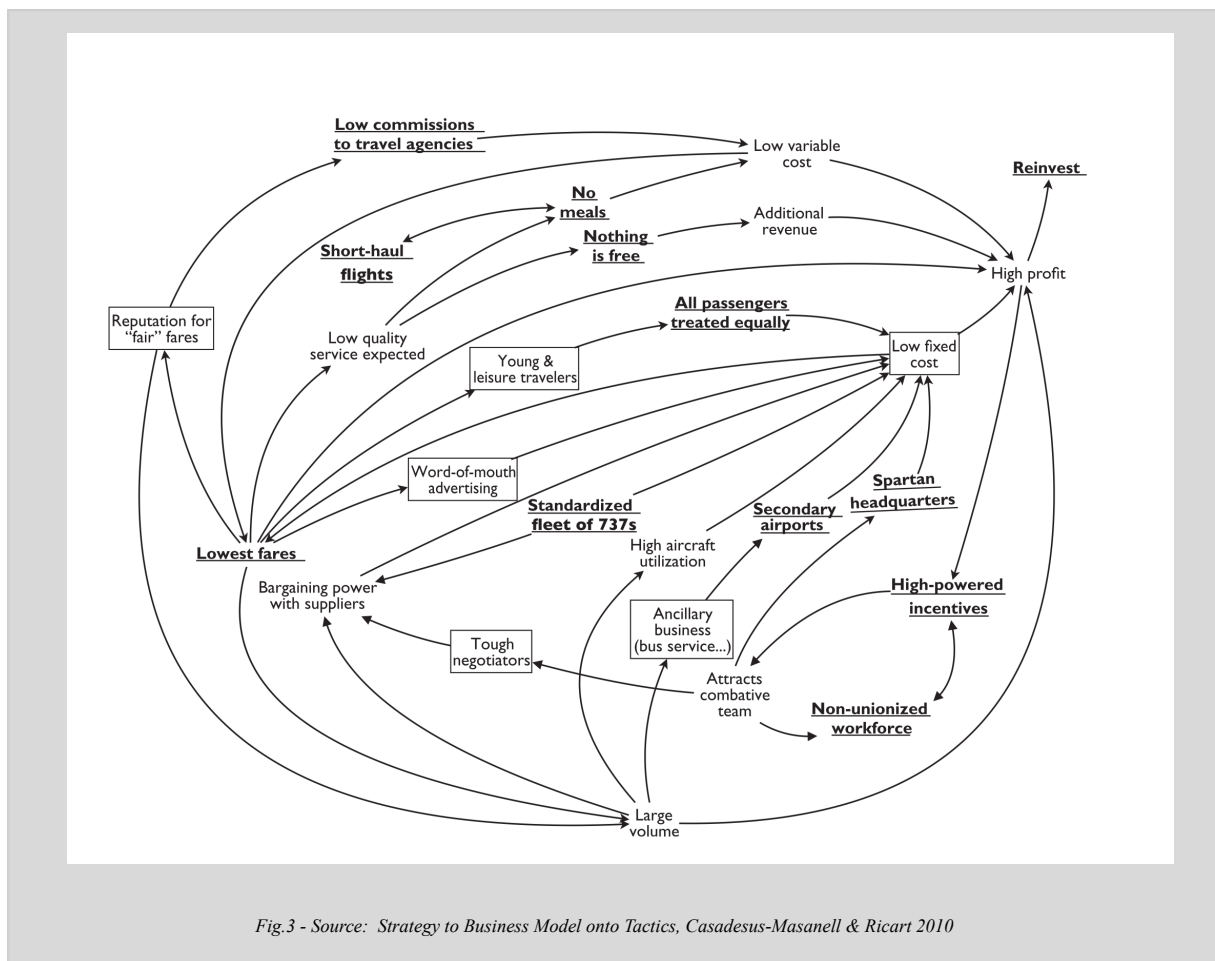 Low commissions
to travel agencies
Low variable
cost
Reinvest
No
meals
Additional
revenue
Nothing
is free
Short-haul
flights
High profit
All passengers
treated equally
Reputation for
“fair” fares
Low quality
service expected
Low fixed
cost
Young &
leisure travelers
Word-of-mouth
advertising
Spartan
headquarters
Standardized
fleet of 737s
Secondary
airports
Lowest fares
High aircraft
utilization
Bargaining power
with suppliers
High-powered
incentives
Ancillary
business
(bus service...)
Tough
negotiators
Attracts
combative
team
Non-unionized
workforce
Large
volume
Fig.3 - Source: Strategy to Business Model onto Tactics, Casadesus-Masanell & Ricart 2010